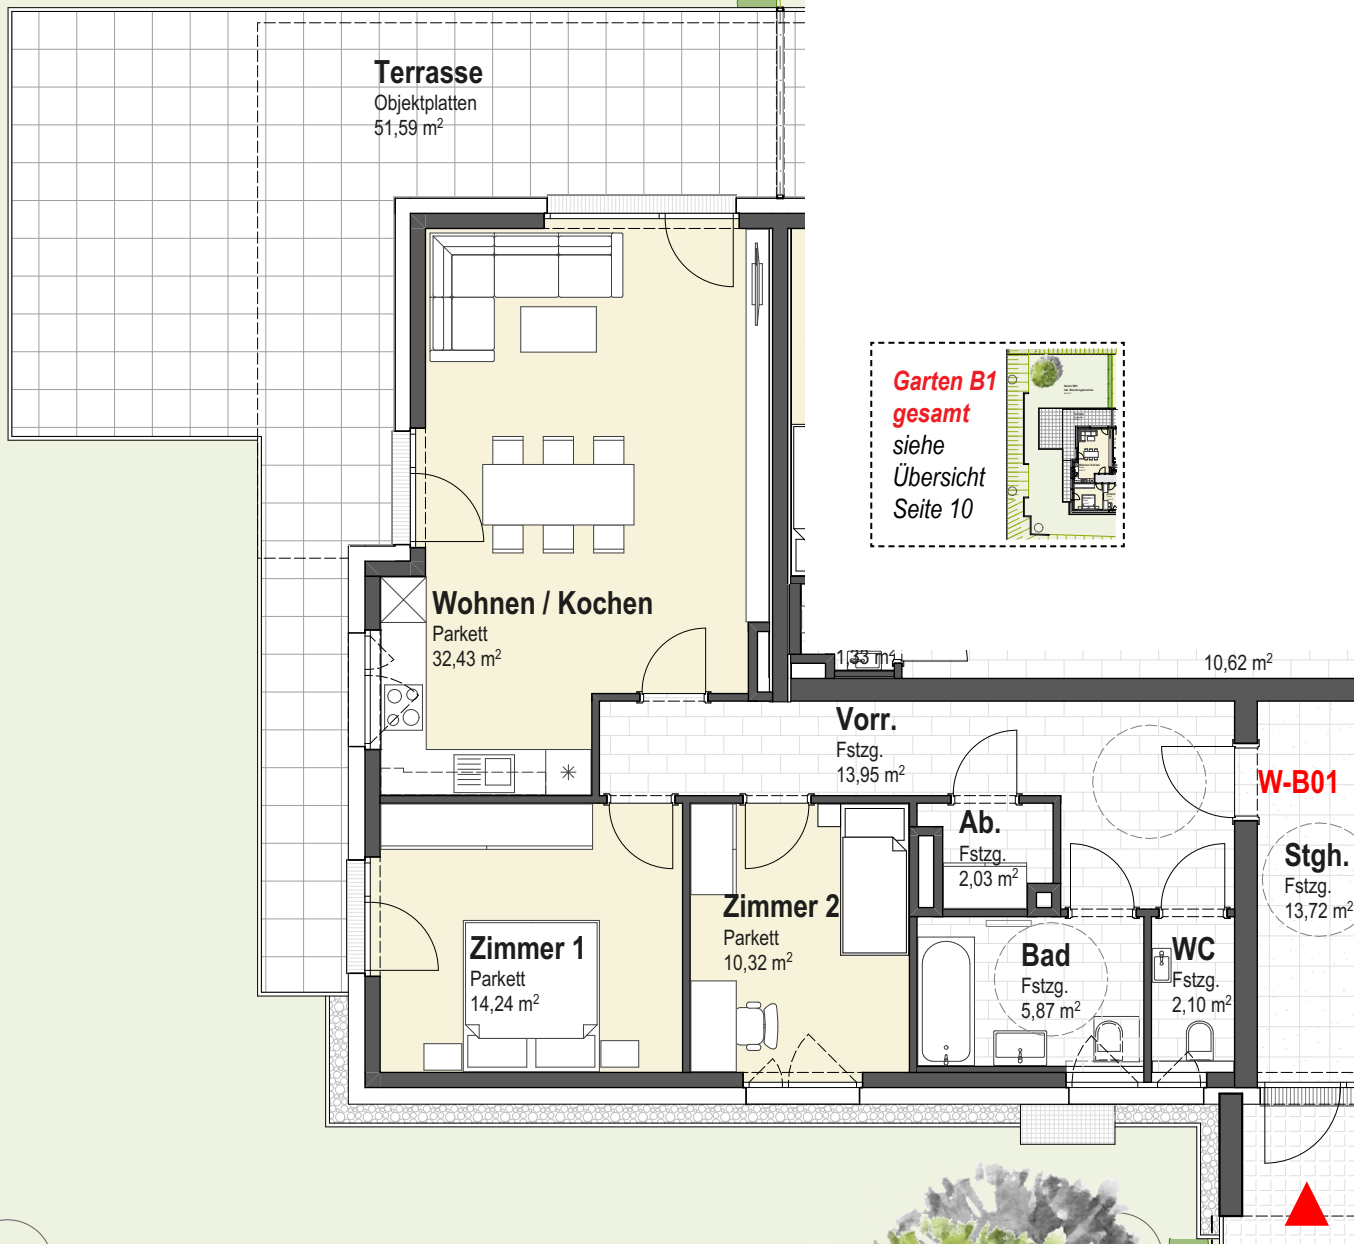 Terrasse
Objektplatten
51,59 m²
Garten B1
gesamt
siehe
Übersicht
Seite 10
Wohnen / Kochen
Parkett
32,43 m²
1,33 m²
10,62 m²
Vorr.
Fstzg.
13,95 m²
W-B01
Ab.
Fstzg.
2,03 m²
Stgh.
Fstzg.
13,72 m²
Zimmer 2
Parkett
10,32 m²
Zimmer 1
Parkett
14,24 m²
Bad
Fstzg.
5,87 m²
WC
Fstzg.
2,10 m²